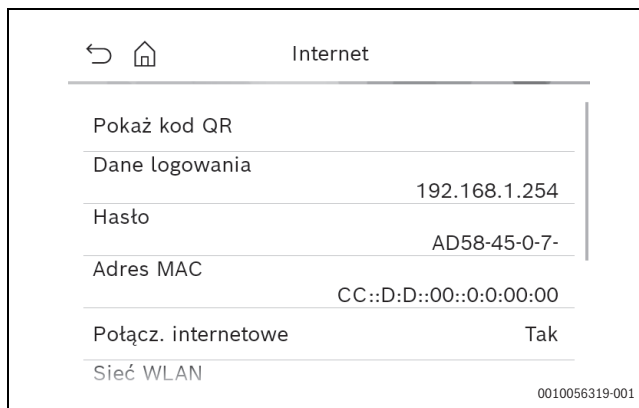 Internet
Pokaż kod QR
Dane logowania
192.168.1.254
Hasło
AD58-45-0-7-
Adres MAC
CC::D:D::00::0:0:00:00
Połącz. internetowe Tak
Sieć WLAN
0010056319-001